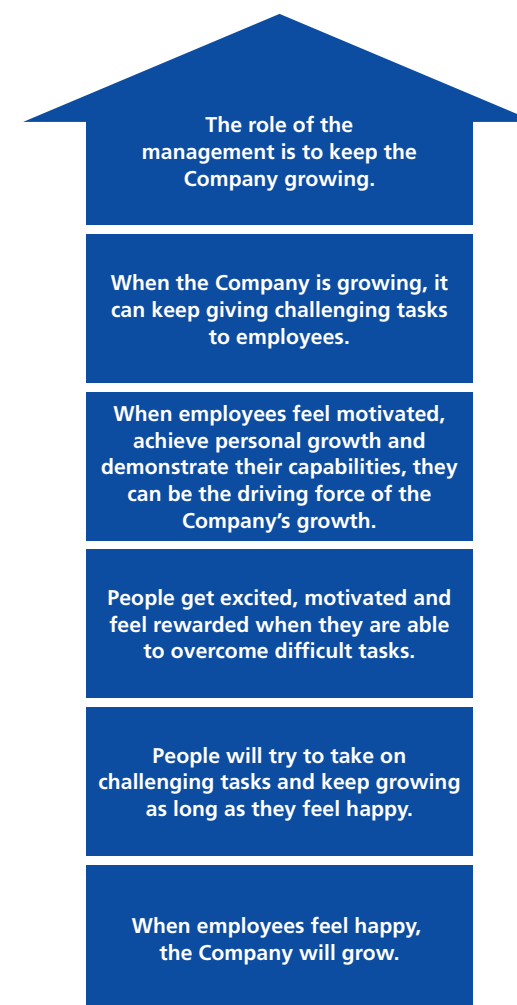 The role of the
management is to keep the
Company growing.
When the Company is growing, it
can keep giving challenging tasks
to employees.
When employees feel motivated,
achieve personal growth and
demonstrate their capabilities, they
can be the driving force of the
Company’s growth.
People get excited, motivated and
feel rewarded when they are able
to overcome difficult tasks.
People will try to take on
challenging tasks and keep growing
as long as they feel happy.
When employees feel happy,
the Company will grow.